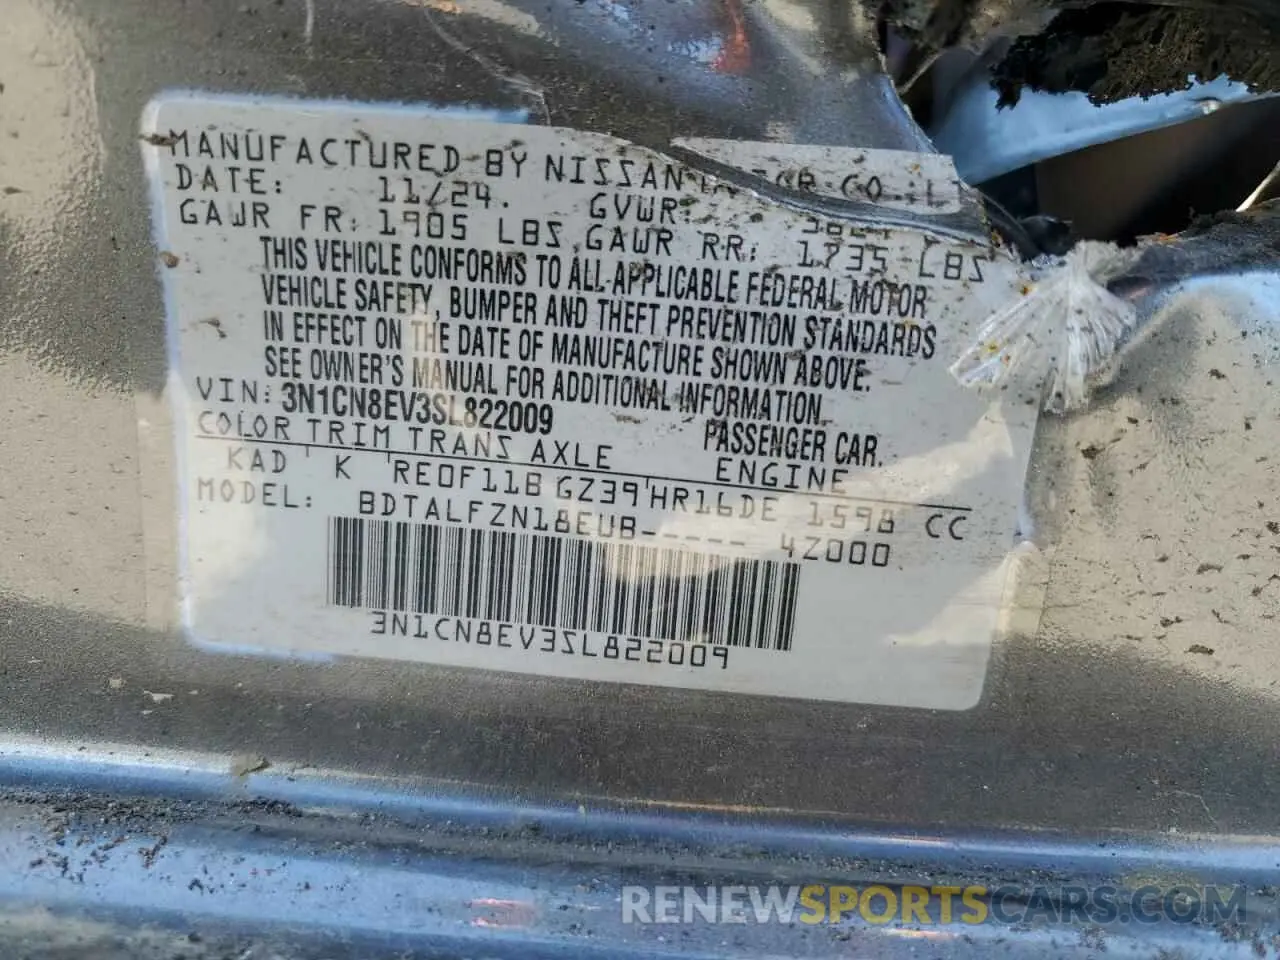 MANUFACTURED BY NISSAN MOTOR CO.,L
DATE: 11/24. GVWR:
GAWR FR: 1905 LBS, GAWR RR: 1735 LBS
THIS VEHICLE CONFORMS TO ALL APPLICABLE FEDERAL MOTOR
VEHICLE SAFETY, BUMPER AND THEFT PREVENTION STANDARDS
IN EFFECT ON THE DATE OF MANUFACTURE SHOWN ABOVE.
SEE OWNER'S MANUAL FOR ADDITIONAL INFORMATION.
VIN: 3N1CN8EV3SL822009 PASSENGER CAR.
COLOR TRIM TRANS AXLE ENGINE
KAD K RE0F11B GZ39 HR16DE 1598 CC
MODEL: BDTALFZN18EUB----- 4Z000
3N1CN8EV3SL822009
RENEWSPORTSCARS.COM